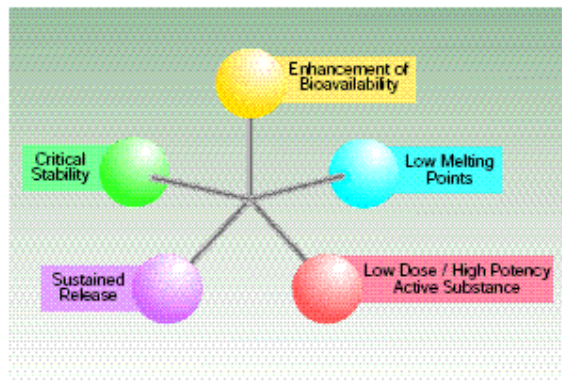 Enhancement of
Bioavailability
Critical
Stability
Low Melting
Points
Sustained
Release
Low Dose / High Potency
Active Substance